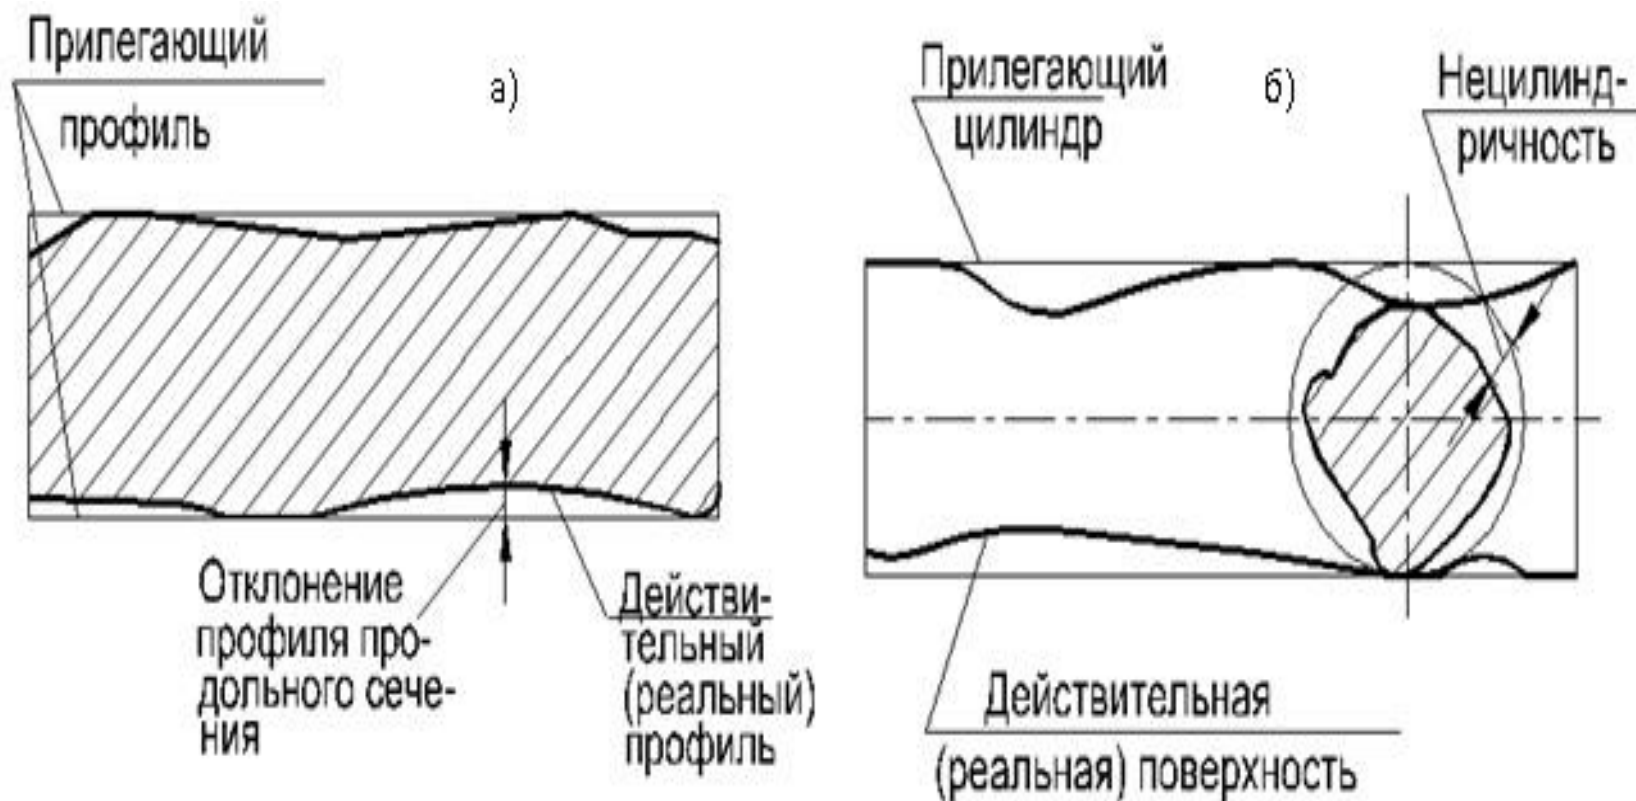 Прилегающий
профиль
а)
Отклонение
профиля про-
дольного сече-
ния
Действи-
тельный
(реальный)
профиль
Прилегающий
цилиндр
б)
Нецилинд-
ричность
Действительная
(реальная) поверхность